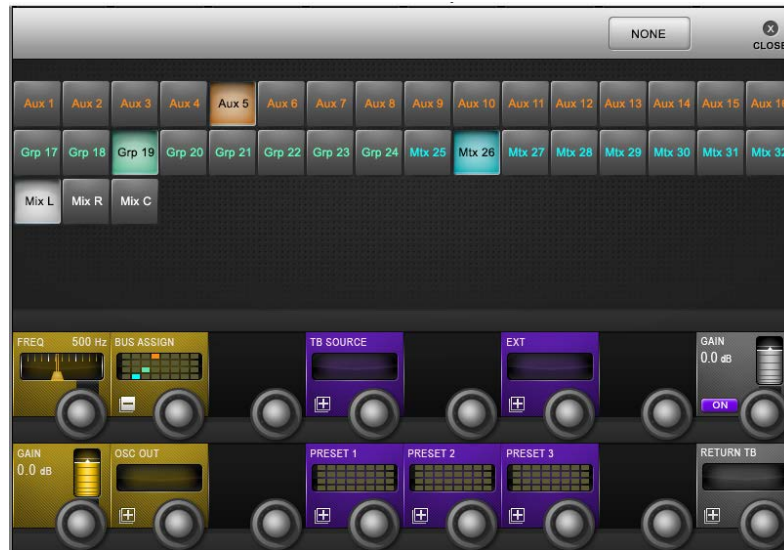 NONE
X
CLOSE
Aux 1 Aux 2 Aux 3 Aux 4 Aux 5 Aux 6 Aux 7 Aux 8 Aux 9 Aux 10 Aux 11 Aux 12 Aux 13 Aux 14 Aux 15 Aux 16
Grp 17 Grp 18 Grp 19 Grp 20 Grp 21 Grp 22 Grp 23 Grp 24 Mtx 25 Mtx 26 Mtx 27 Mtx 28 Mtx 29 Mtx 30 Mtx 31 Mtx 32
Mix L Mix R Mix C
FREQ 500 Hz BUS ASSIGN TB SOURCE EXT GAIN
0.0 dB
ON
GAIN OSC OUT PRESET 1 PRESET 2 PRESET 3 RETURN TB
0.0 dB